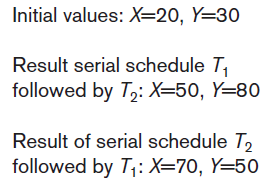 Initial values: X=20, Y=30
Result serial schedule T₁
followed by T₂: X=50, Y=80
Result of serial schedule T₂
followed by T₁: X=70, Y=50